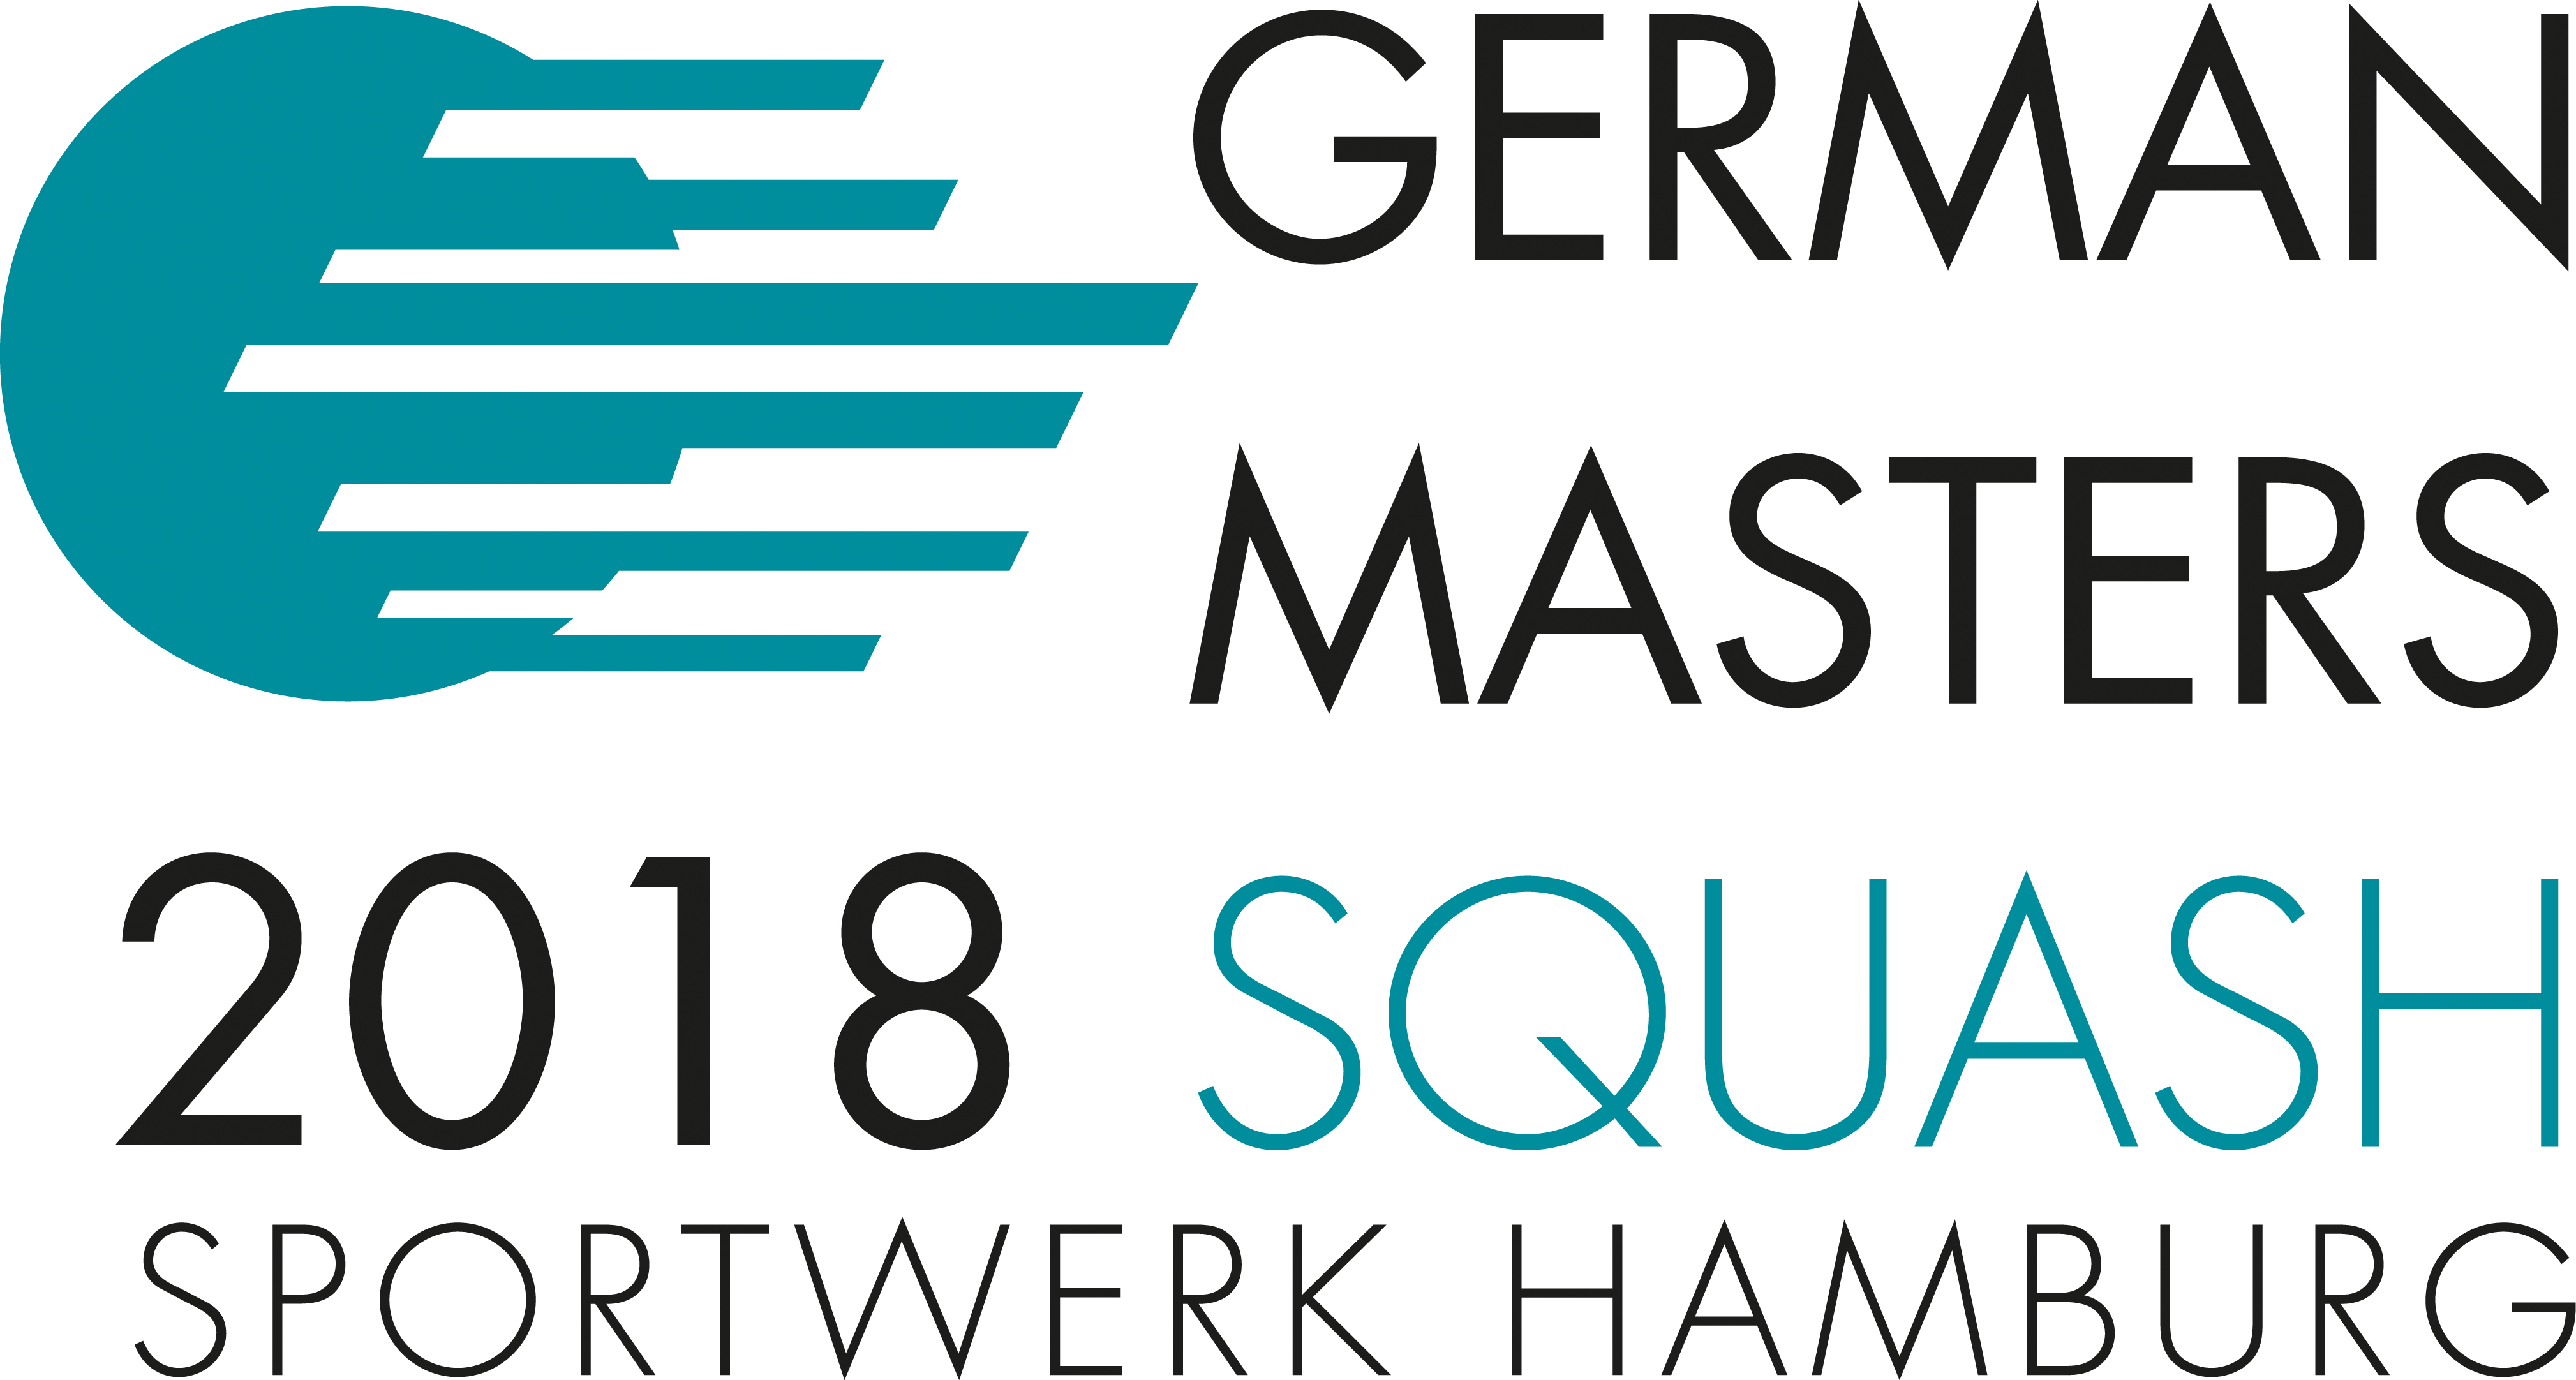 GERMAN
MASTERS
2018 SQUASH
SPORTWERK HAMBURG